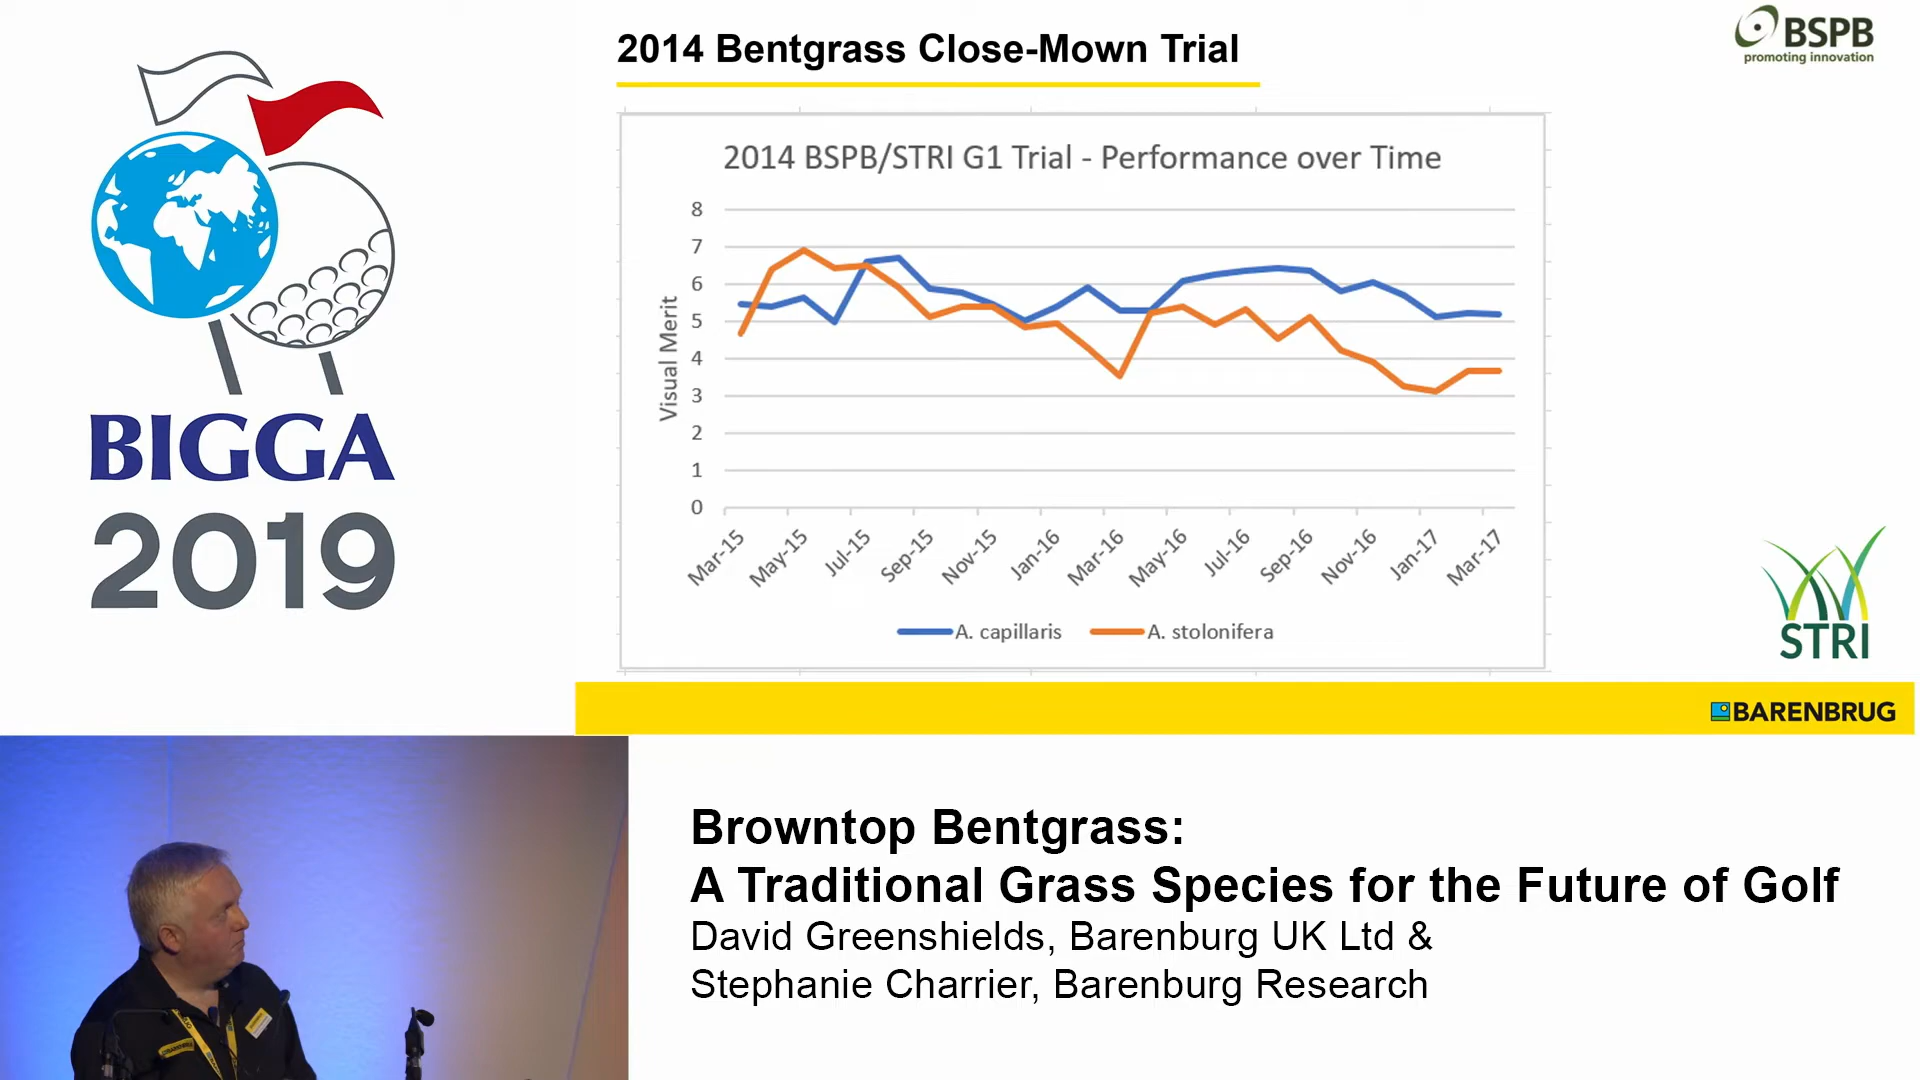 2014 Bentgrass Close-Mown Trial
BSPB
promoting innovation
2014 BSPB/STRI G1 Trial - Performance over Time
Visual Merit
8
7
6
5
4
3
2
1
0
Mar-15
May-15
Jul-15
Sep-15
Nov-15
Jan-16
Mar-16
May-16
Jul-16
Sep-16
Nov-16
Jan-17
Mar-17
A. capillaris
A. stolonifera
BIGGA
2019
STRI
BARENBRUG
Browntop Bentgrass:
A Traditional Grass Species for the Future of Golf
David Greenshields, Barenburg UK Ltd &
Stephanie Charrier, Barenburg Research